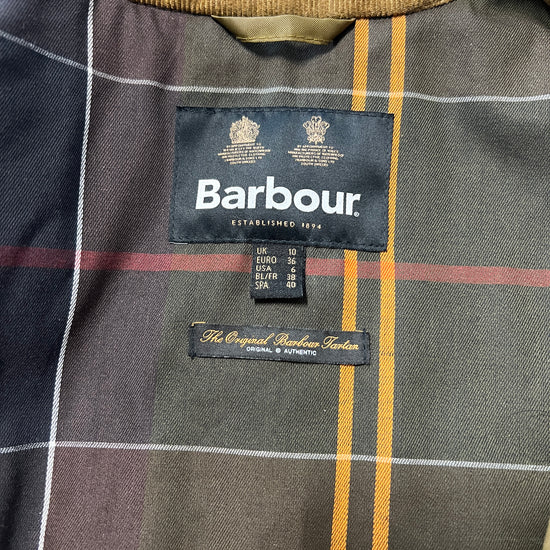 Barbour®
ESTABLISHED 1894
UK 10
EURO 36
USA 6
BL/FR 38
SPA 40
The Original Barbour Tartan
ORIGINAL @ AUTHENTIC